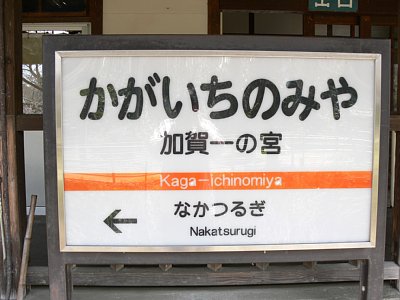 かがいちのみや
加賀一の宮
Kaga−ichinomiya
なかつるぎ
←
Nakatsurugi